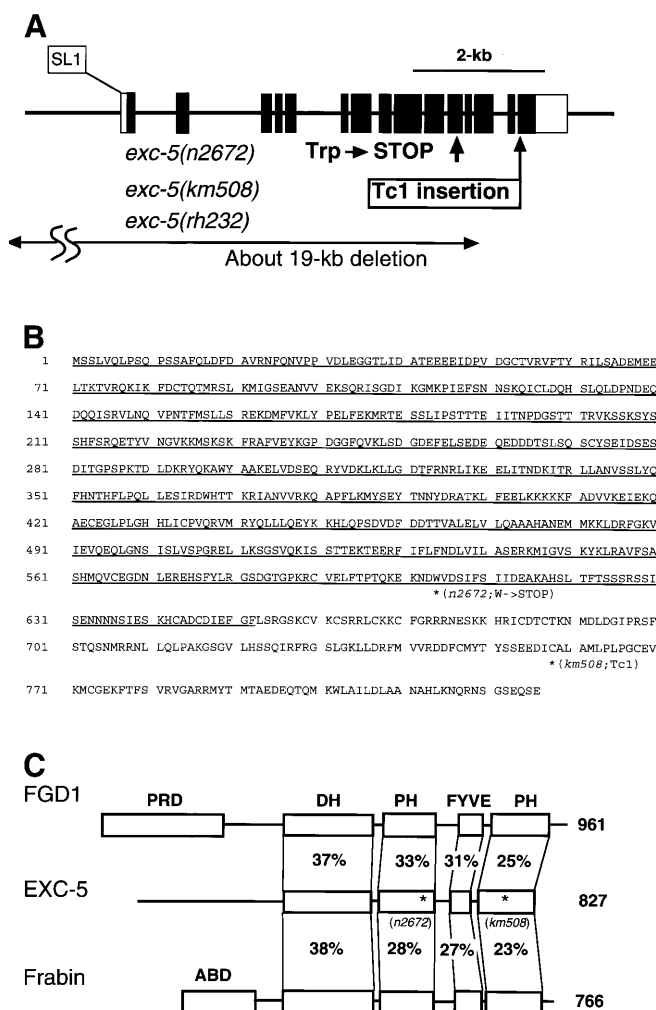 A
SL1
2-kb
exc-5(n2672)
Trp → STOP
exc-5(km508)
Tc1 insertion
exc-5(rh232)
About 19-kb deletion
B
1 MSSLVQLPSQ PSSAFQLDFD AVRNFQNVPP VDLEGGTLID ATEEEEIDPV DGCTVRVFTY RILSADEMEE
71 LTKTVRQKIK FDCTQTMRSL KMIGSEANVV EKSQRISGDI KGMKPIEFSN NSKQICLDQH SLQLDPNDEQ
141 DQQISRVLNQ VPNTFMSLLS REKDMFVKLY PELFEKMRTE SSLIPSTTTE IITNPDGSTT TRVKSSKSYS
211 SHFSRQETYV NGVKKMSKSK FRAFVEYKGP DGGFQVKLSD GDEFELSEDE QEDDDTSLSQ SCYSEIDSES
281 DITGPSPKTD LDKRYQKAWY AAKELVDSEQ RYVDKLKLLG DTFRNRLIKE ELITNDKITR LLANVSSLYQ
351 FHNTHFLPQL LESIRDWHTT KRIANVVRKQ APFLKMYSEY TNNYDRATKL FEELKKKKKF ADVVKEIEKQ
421 AECEGLPLGH HLICPVQRVM RYQLLLQEYK KHLQPSDVDF DDTTVALELV LQAAAHANEM MKKLDRFGKV
491 IEVQEQLGNS ISLVSPGREL LKSGSVQKIS STTEKTEERF IFLFNDLVIL ASERKMIGVS KYKLRAVFSA
561 SHMQVCEGDN LEREHSFYLR GSDGTGPKRC VELFTPTQKE KNDWVDSIFS IIDEAKAHSL TFTSSSRSSI
*(n2672;W->STOP)
631 SENNNNSIES KHCADCDIEF GFLSRGSKCV KCSRRLCKKC FGRRRNESKK HRICDTCTKN MDLDGIPRSF
701 STQSNMRRNL LQLPAKGSGV LHSSQIRFRG SLGKLLDRFM VVRDDFCMYT YSSEEDICAL AMLPLPGCEV
*(km508;Tc1)
771 KMCGEKFTFS VRVGARRMYT MTAEDEQTQM KWLAILDLAA NAHLKNQRNS GSEQSE
C
FGD1
PRD DH PH FYVE PH
961
37% 33% 31% 25%
EXC-5
* *
827
(n2672) (km508)
38% 28% 27% 23%
Frabin
ABD
766